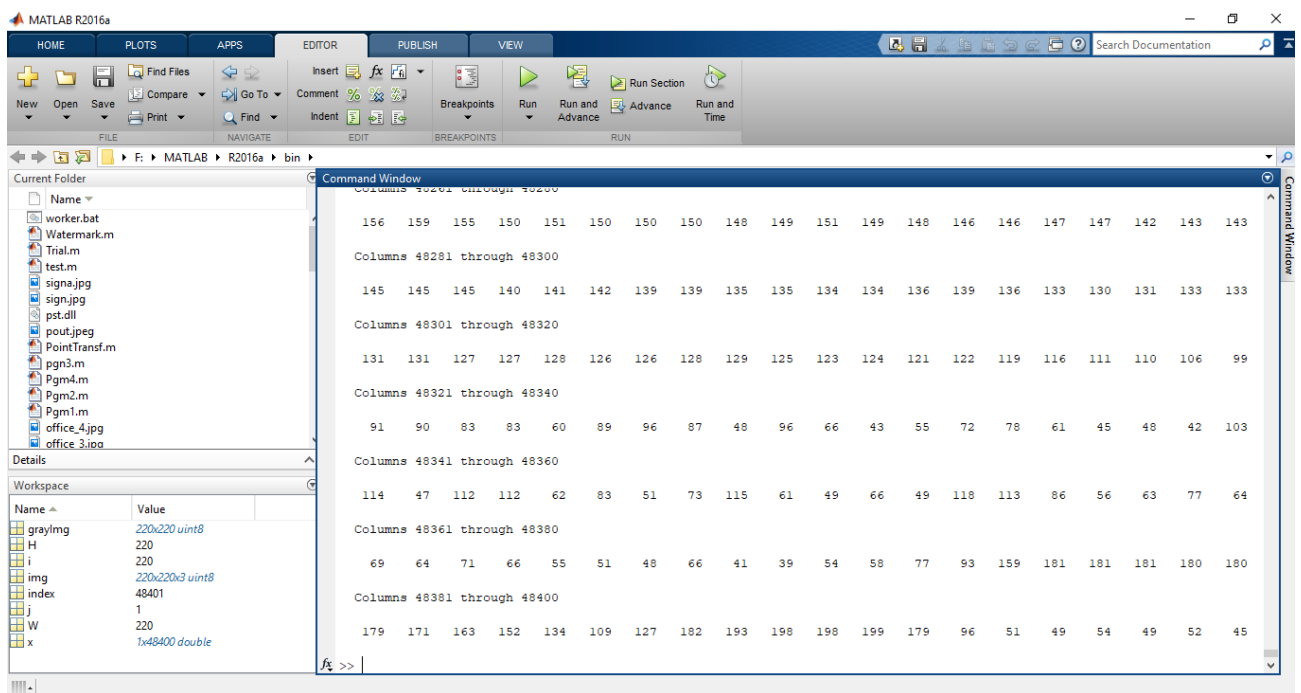 MATLAB R2016a
HOME PLOTS APPS EDITOR PUBLISH VIEW Search Documentation
Find Files Insert fx Run Section
New Open Save Compare Go To Comment Breakpoints Run Run and Advance Advance Run and Time
Print Find Indent
FILE NAVIGATE EDIT BREAKPOINTS RUN
F: MATLAB R2016a bin
Current Folder
Name
worker.bat
Watermark.m
Trial.m
test.m
signa.jpg
sign.jpg
pst.dll
pout.jpeg
PointTransf.m
pgn3.m
Pgm4.m
Pgm2.m
Pgm1.m
office_4.jpg
office_3.jpg
Details
Workspace
Name Value
grayImg 220x220 uint8
H 220
i 220
img 220x220x3 uint8
index 48401
j 1
W 220
x 1x48400 double
Command Window
Columns 48261 through 48280
156 159 155 150 151 150 150 150 148 149 151 149 148 146 146 147 147 142 143 143
Columns 48281 through 48300
145 145 145 140 141 142 139 139 135 135 134 134 136 139 136 133 130 131 133 133
Columns 48301 through 48320
131 131 127 127 128 126 126 128 129 125 123 124 121 122 119 116 111 110 106 99
Columns 48321 through 48340
91 90 83 83 60 89 96 87 48 96 66 43 55 72 78 61 45 48 42 103
Columns 48341 through 48360
114 47 112 112 62 83 51 73 115 61 49 66 49 118 113 86 56 63 77 64
Columns 48361 through 48380
69 64 71 66 55 51 48 66 41 39 54 58 77 93 159 181 181 181 180 180
Columns 48381 through 48400
179 171 163 152 134 109 127 182 193 198 198 199 179 96 51 49 54 49 52 45
fx >>
Command Window